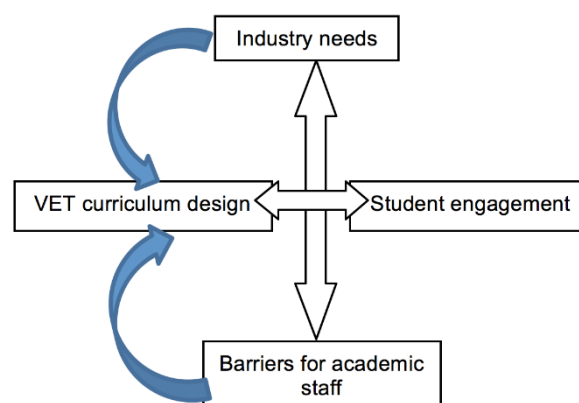 Industry needs
VET curriculum design
Student engagement
Barriers for academic
staff